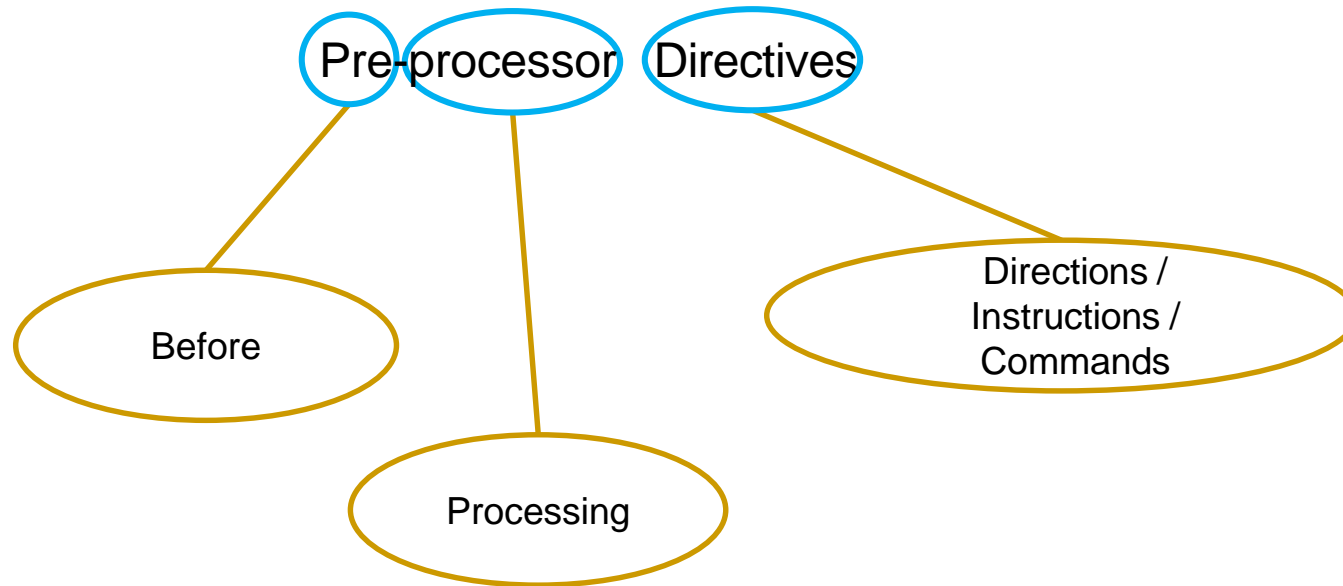 Pre-processor Directives
Before
Directions /
Instructions /
Commands
Processing